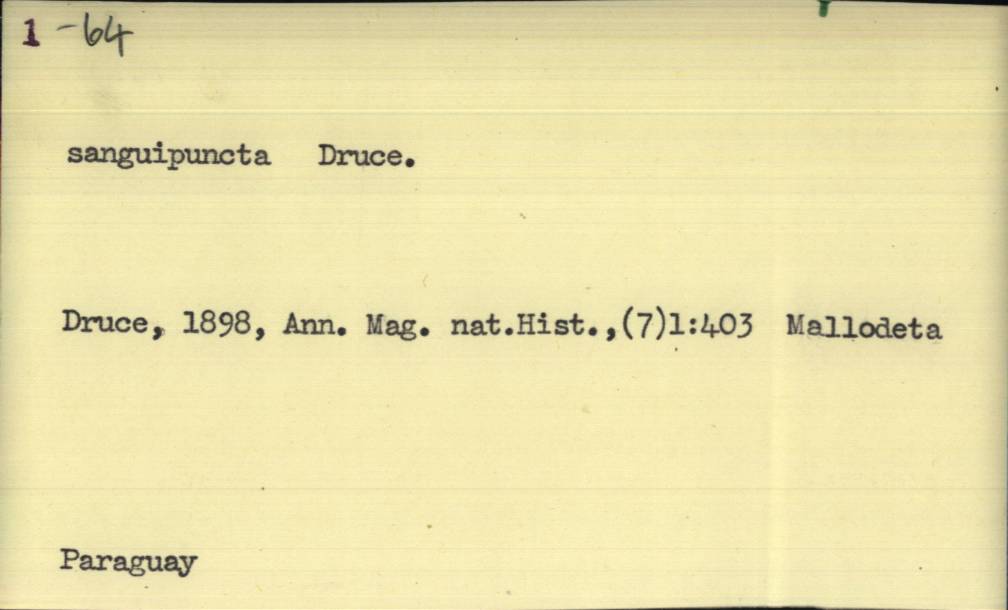 1 -64
sanguipuncta Druce.
Druce, 1898, Ann. Mag. nat.Hist.,(7)1:403 Mallodeta
Paraguay